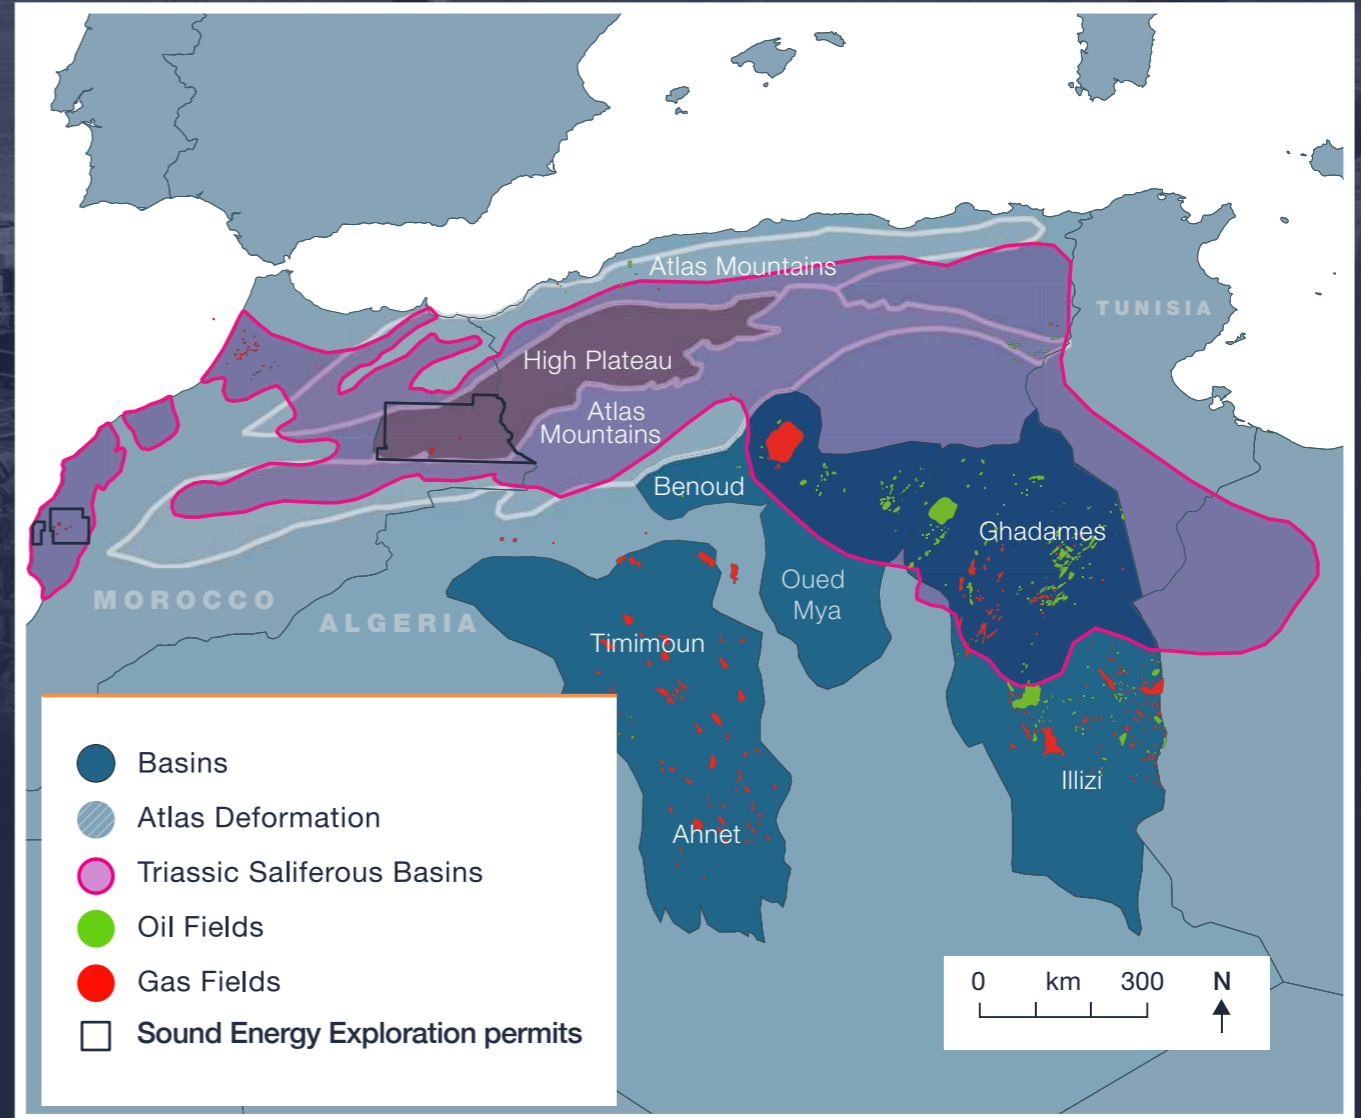 Atlas Mountains
TUNISIA
High Plateau
Atlas
Mountains
Benoud
Ghadames
Oued
Mya
MOROCCO
ALGERIA
Timimoun
Illizi
Ahnet
Basins
Atlas Deformation
Triassic Saliferous Basins
Oil Fields
Gas Fields
Sound Energy Exploration permits
0 km 300 N